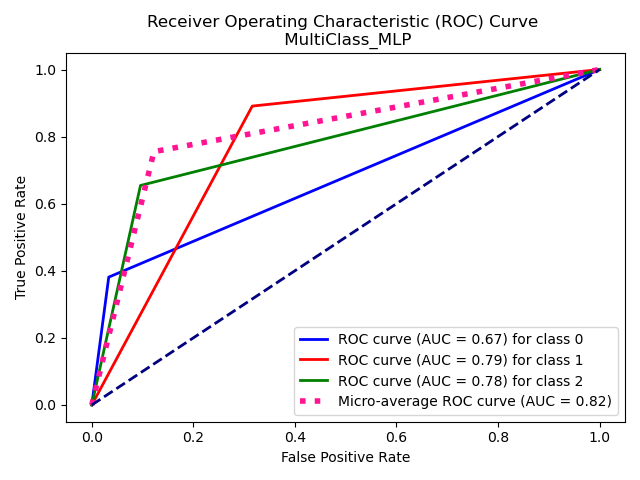 Receiver Operating Characteristic (ROC) Curve
MultiClass_MLP
True Positive Rate
1.0
0.8
0.6
0.4
0.2
0.0
ROC curve (AUC = 0.67) for class 0
ROC curve (AUC = 0.79) for class 1
ROC curve (AUC = 0.78) for class 2
Micro-average ROC curve (AUC = 0.82)
0.0 0.2 0.4 0.6 0.8 1.0
False Positive Rate